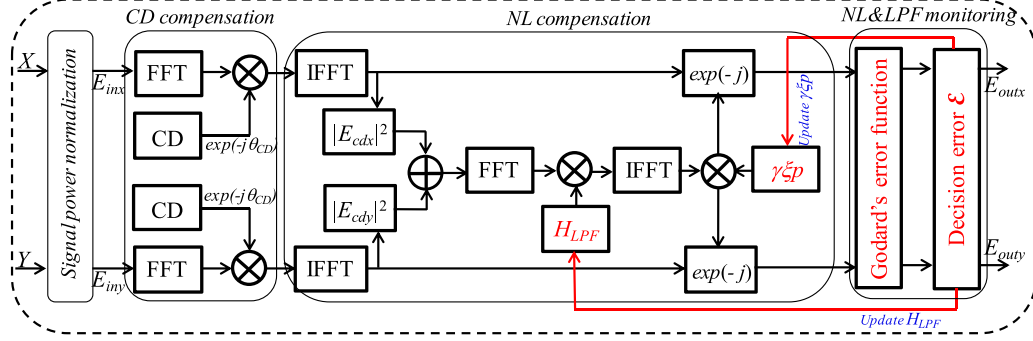 CD compensation
NL compensation
NL&LPF monitoring
X
Y
Signal power normalization
E_inx
E_iny
FFT
CD
exp(-jθ_CD)
exp(-jθ_CD)
CD
FFT
IFFT
|E_cdx|²
|E_cdy|²
IFFT
FFT
H_LPF
IFFT
exp(-j)
exp(-j)
γξp
Update γξp
Godard's error function
Decision error ε
E_outx
E_outy
Update H_LPF